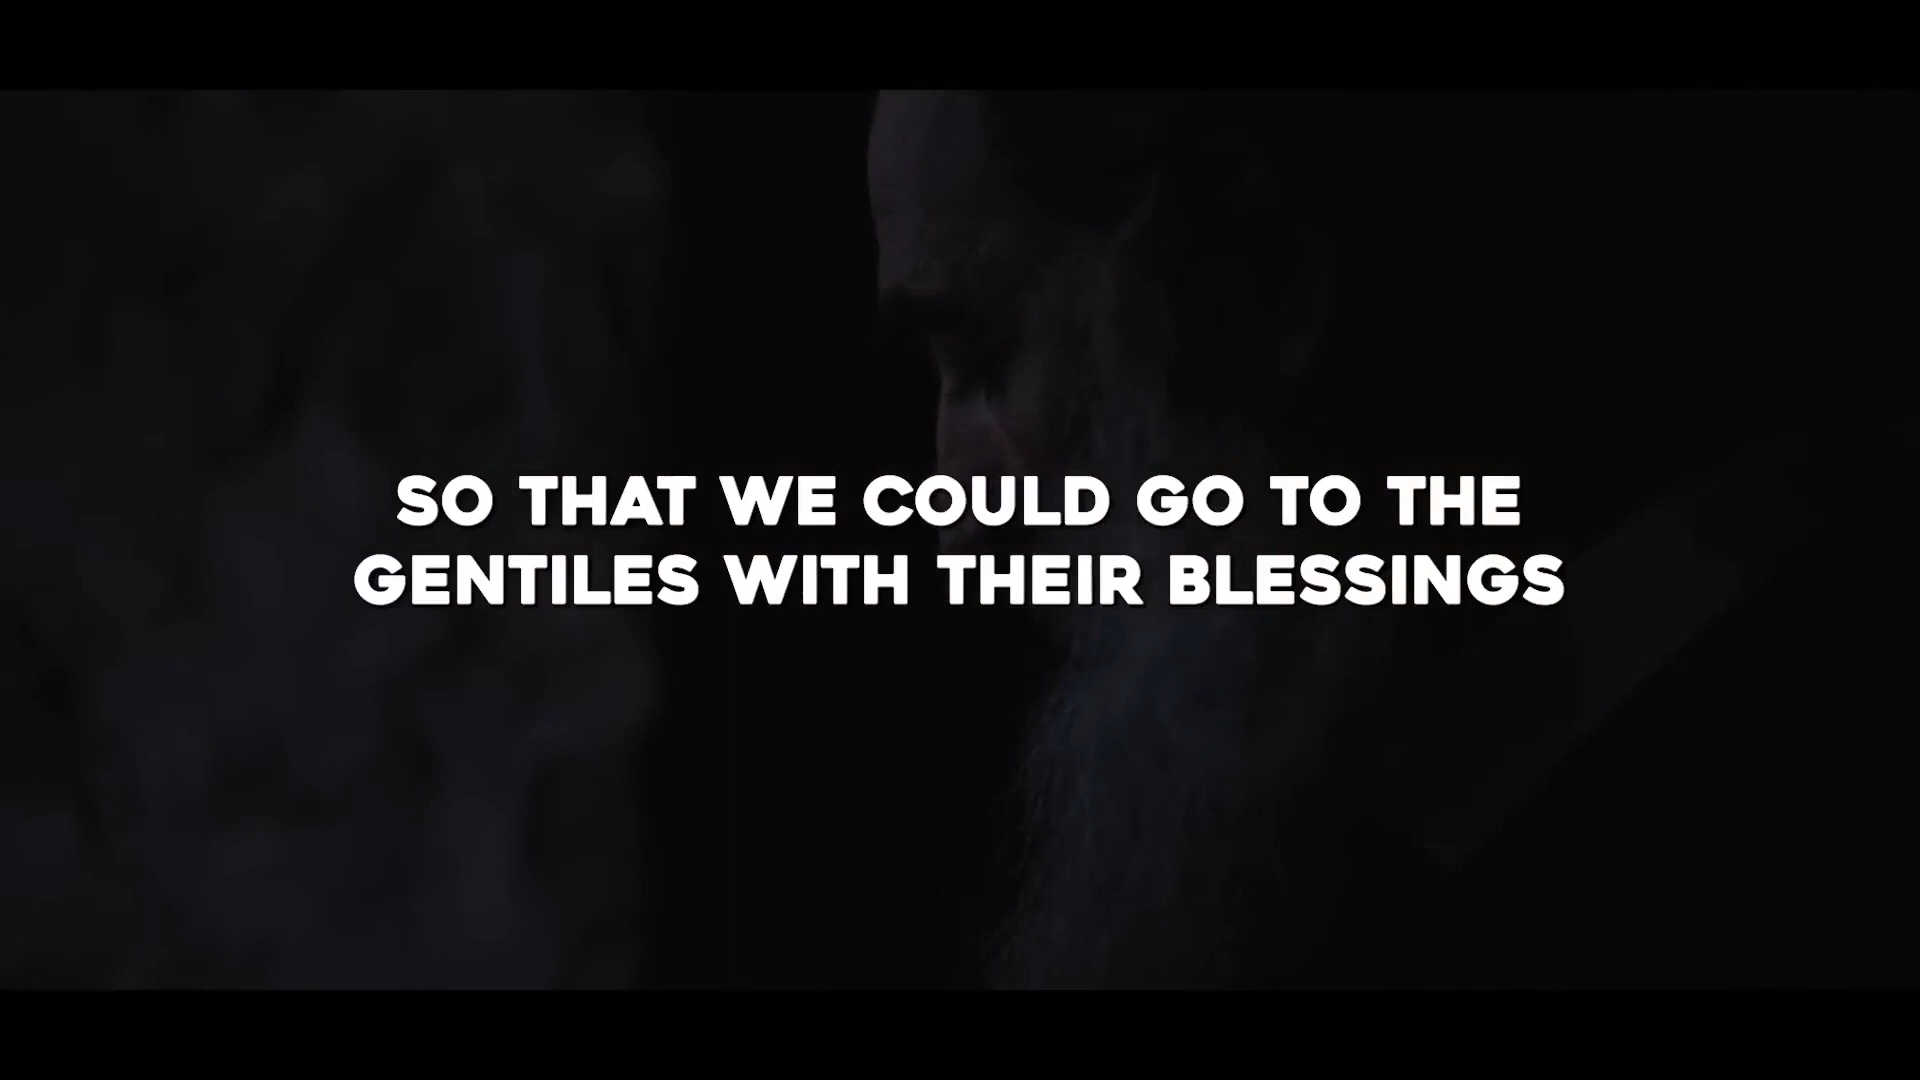 SO THAT WE COULD GO TO THE
GENTILES WITH THEIR BLESSINGS